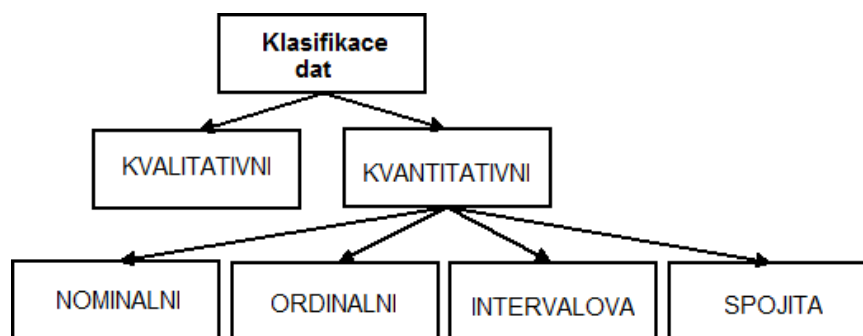 Klasifikace
dat
KVALITATIVNI
KVANTITATIVNI
NOMINALNI
ORDINALNI
INTERVALOVA
SPOJITA